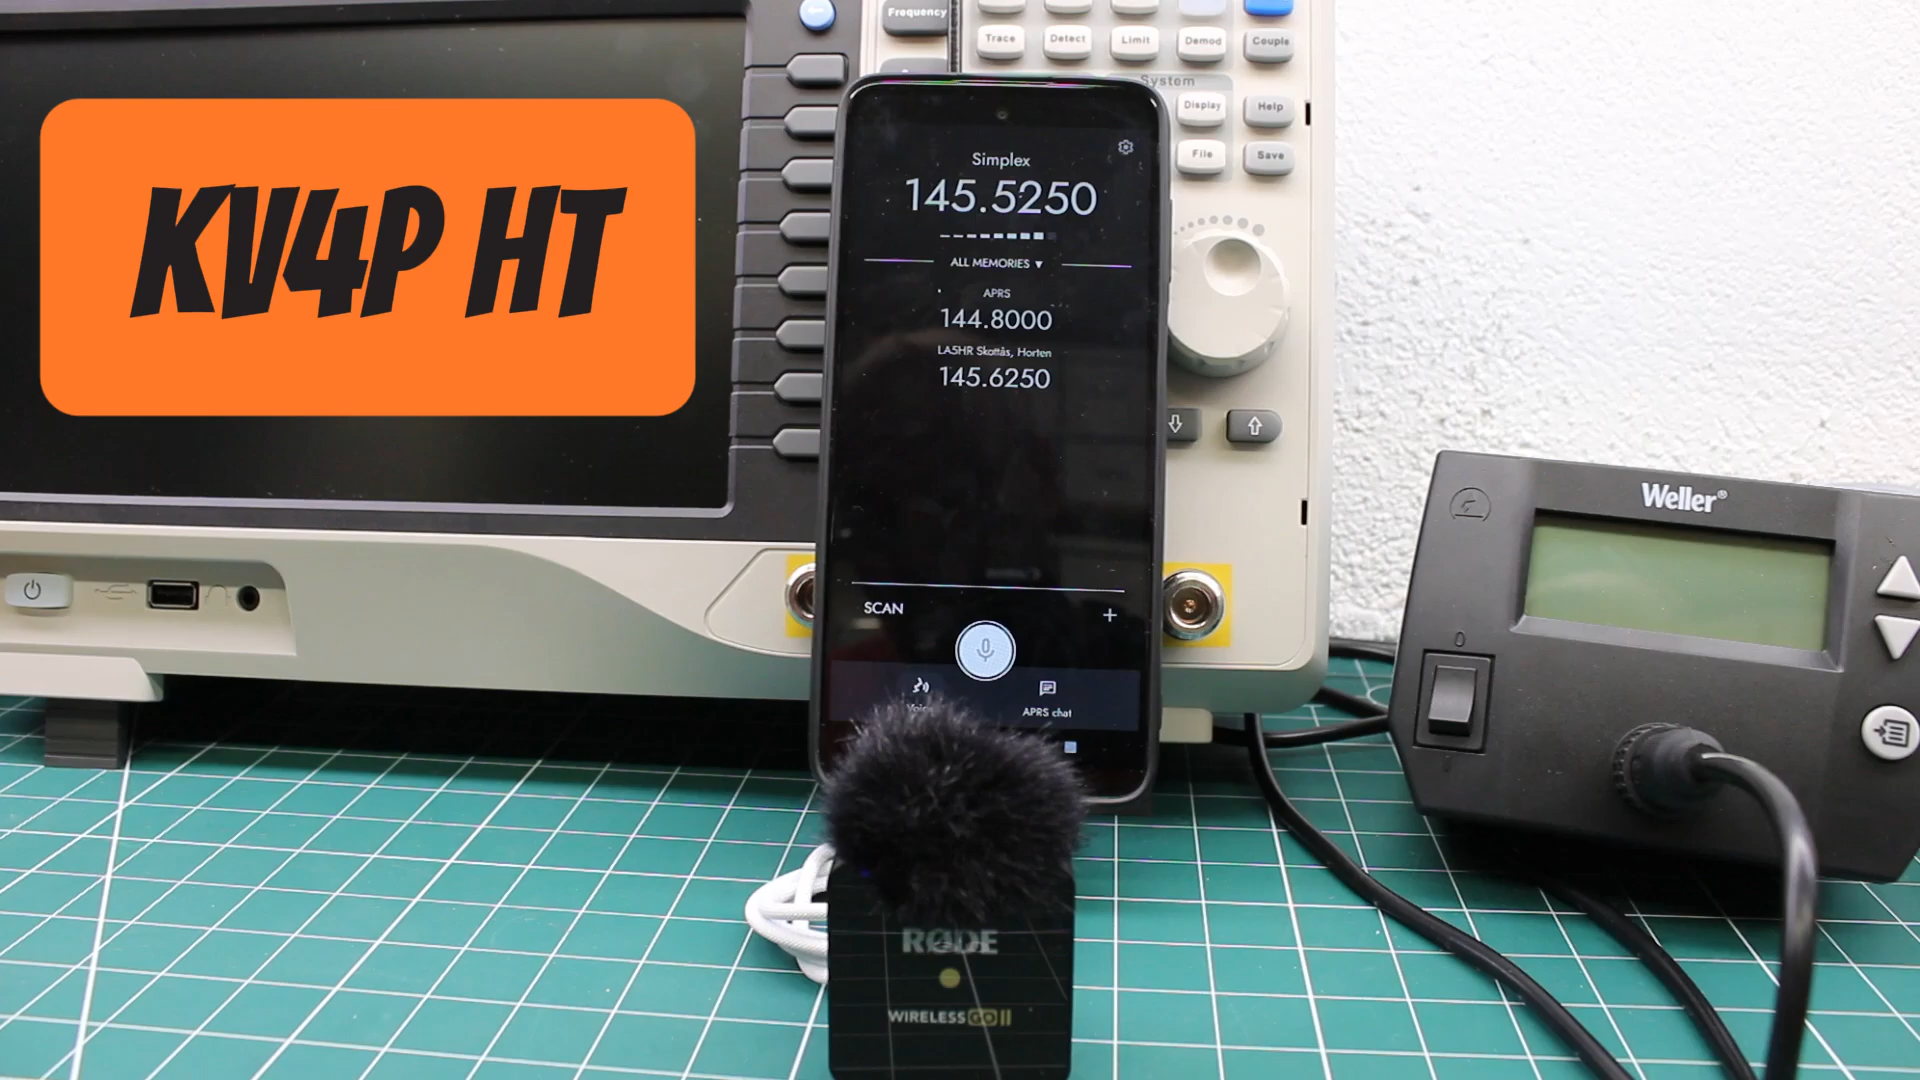 Frequency
Trace
Detect
Limit
Demod
Couple
System
Display
Help
File
Save
KV4P HT
Simplex
145.5250
ALL MEMORIES ▼
APRS
144.8000
LA5HR Skottås, Horten
145.6250
SCAN
+
APRS chat
Weller®
0
RØDE
WIRELESS GO II